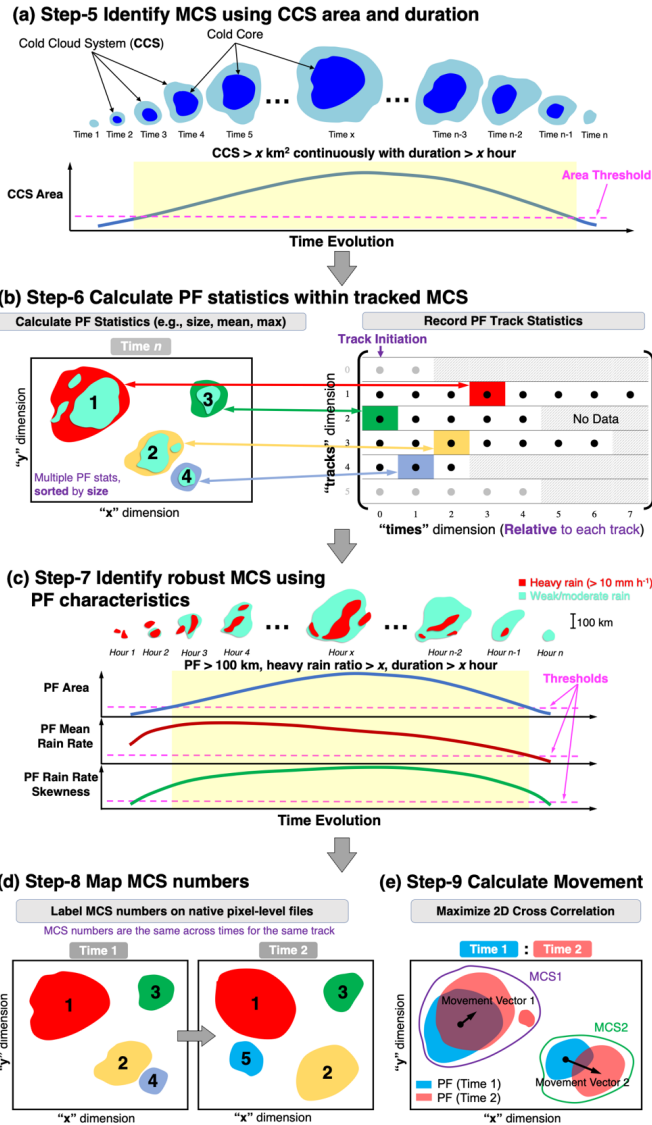 (a) Step-5 Identify MCS using CCS area and duration
Cold Core
Cold Cloud System (CCS)
... ...
Time 1 Time 2 Time 3 Time 4 Time 5 Time x Time n-3 Time n-2 Time n-1 Time n
CCS > x km² continuously with duration > x hour
Area Threshold
CCS Area
Time Evolution
(b) Step-6 Calculate PF statistics within tracked MCS
Calculate PF Statistics (e.g., size, mean, max)
Record PF Track Statistics
Time n
Track Initiation
1 3
2
4
Multiple PF stats,
sorted by size
"y" dimension
"x" dimension
"tracks" dimension
0
1
2 No Data
3
4
5
0 1 2 3 4 5 6 7
"times" dimension (Relative to each track)
(c) Step-7 Identify robust MCS using
PF characteristics
Heavy rain (> 10 mm h⁻¹)
Weak/moderate rain
100 km
... ...
Hour 1 Hour 2 Hour 3 Hour 4 Hour x Hour n-2 Hour n-1 Hour n
PF > 100 km, heavy rain ratio > x, duration > x hour
Thresholds
PF Area
PF Mean
Rain Rate
PF Rain Rate
Skewness
Time Evolution
(d) Step-8 Map MCS numbers
Label MCS numbers on native pixel-level files
MCS numbers are the same across times for the same track
Time 1 Time 2
1 3
2
4
1 3
5 2
"y" dimension
"x" dimension "x" dimension
(e) Step-9 Calculate Movement
Maximize 2D Cross Correlation
Time 1 : Time 2
MCS1
Movement Vector 1
MCS2
Movement Vector 2
PF (Time 1)
PF (Time 2)
"y" dimension
"x" dimension